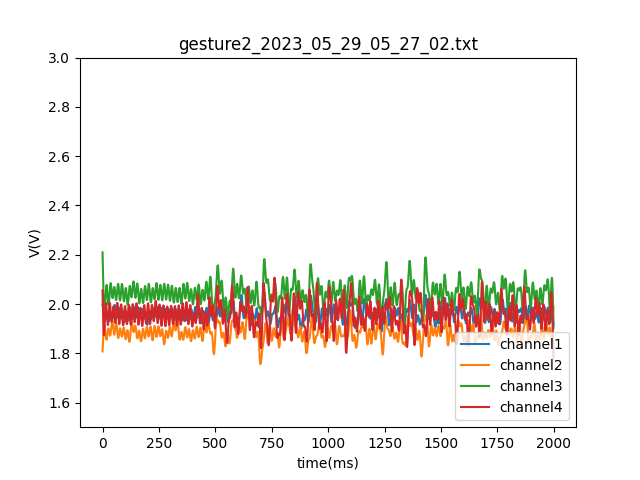 gesture2_2023_05_29_05_27_02.txt
3.0
2.8
2.6
2.4
2.2
2.0
1.8
1.6
V(V)
channel1
channel2
channel3
channel4
0 250 500 750 1000 1250 1500 1750 2000
time(ms)